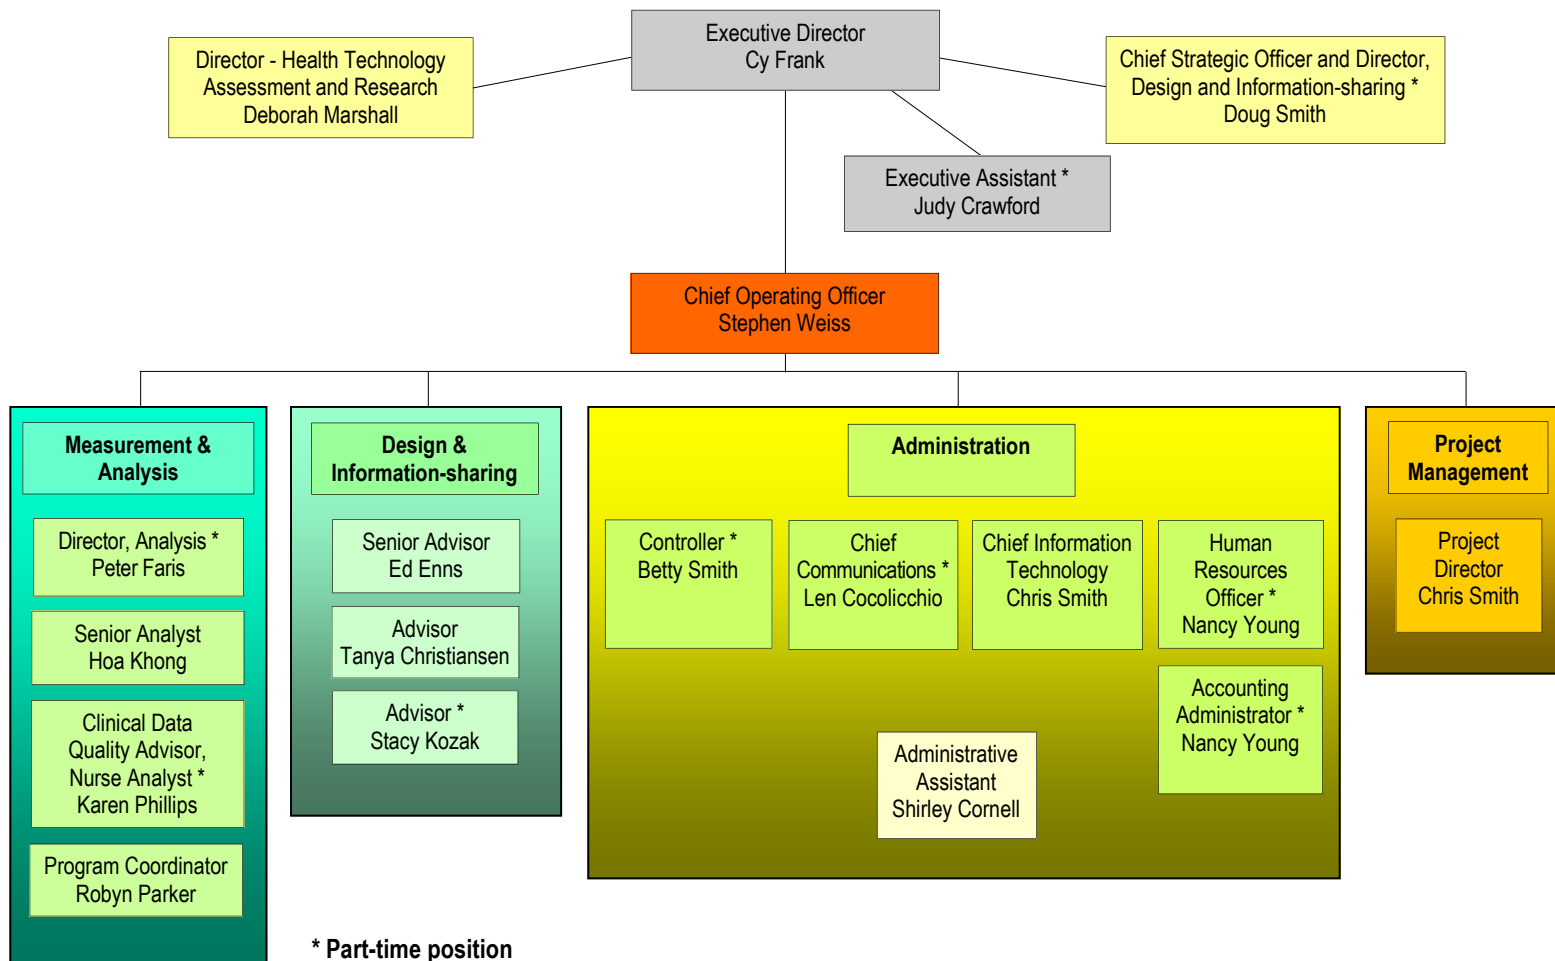 Executive Director
Cy Frank
Director - Health Technology
Assessment and Research
Deborah Marshall
Chief Strategic Officer and Director,
Design and Information-sharing *
Doug Smith
Executive Assistant *
Judy Crawford
Chief Operating Officer
Stephen Weiss
Measurement &
Analysis
Director, Analysis *
Peter Faris
Senior Analyst
Hoa Khong
Clinical Data
Quality Advisor,
Nurse Analyst *
Karen Phillips
Program Coordinator
Robyn Parker
Design &
Information-sharing
Senior Advisor
Ed Enns
Advisor
Tanya Christiansen
Advisor *
Stacy Kozak
Administration
Controller *
Betty Smith
Chief
Communications *
Len Cocolicchio
Chief Information
Technology
Chris Smith
Human
Resources
Officer *
Nancy Young
Accounting
Administrator *
Nancy Young
Administrative
Assistant
Shirley Cornell
Project
Management
Project
Director
Chris Smith
* Part-time position